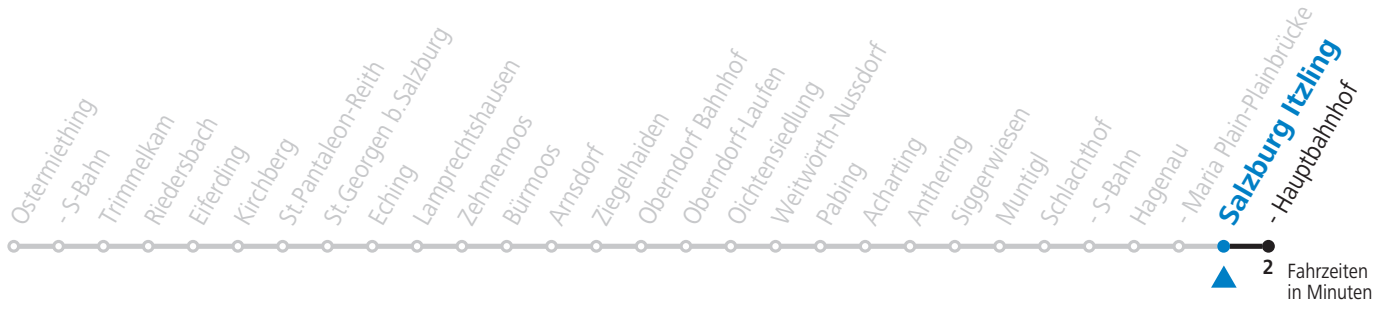 Ostermiething
- S-Bahn
Trimmelkam
Riedersbach
Eiferding
Kirchberg
St.Pantaleon-Reith
St.Georgen b.Salzburg
Eching
Lamprechtshausen
Zehmemoos
Bürmoos
Arnsdorf
Ziegelhaiden
Oberndorf Bahnhof
Oberndorf-Laufen
Oichtensiedlung
Weitwörth-Nussdorf
Pabing
Acharting
Anthering
Siggerwiesen
Muntigl
Schlachthof
- S-Bahn
Hagenau
- Maria Plain-Plainbrücke
Salzburg Itzling
- Hauptbahnhof
2
Fahrzeiten
in Minuten